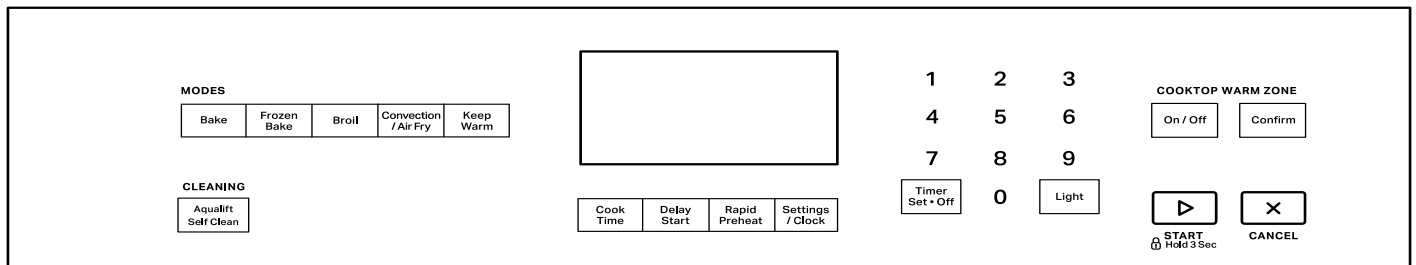 MODES
Bake
Frozen
Bake
Broil
Convection
/ Air Fry
Keep
Warm
CLEANING
Aqualift
Self Clean
Cook
Time
Delay
Start
Rapid
Preheat
Settings
/ Clock
1 2 3
4 5 6
7 8 9
Timer
Set • Off
0
Light
COOKTOP WARM ZONE
On / Off
Confirm
START
Hold 3 Sec
CANCEL